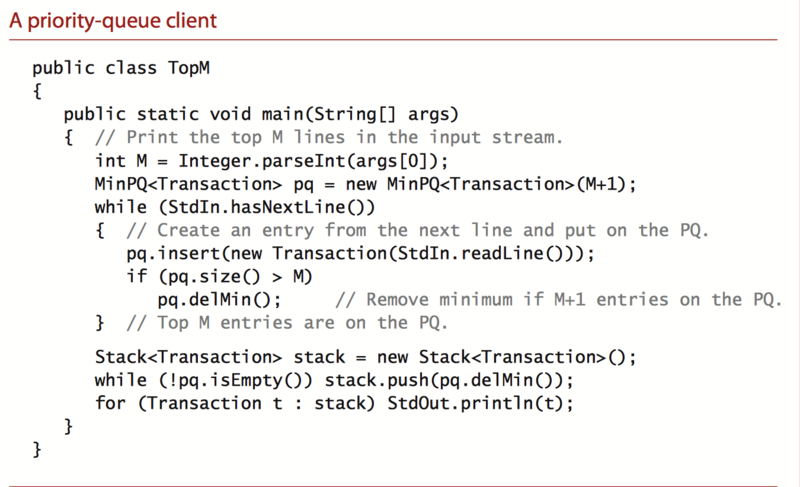 A priority-queue client
public class TopM
{
public static void main(String[] args)
{ // Print the top M lines in the input stream.
int M = Integer.parseInt(args[0]);
MinPQ<Transaction> pq = new MinPQ<Transaction>(M+1);
while (StdIn.hasNextLine())
{ // Create an entry from the next line and put on the PQ.
pq.insert(new Transaction(StdIn.readLine()));
if (pq.size() > M)
pq.delMin(); // Remove minimum if M+1 entries on the PQ.
} // Top M entries are on the PQ.
Stack<Transaction> stack = new Stack<Transaction>();
while (!pq.isEmpty()) stack.push(pq.delMin());
for (Transaction t : stack) StdOut.println(t);
}
}